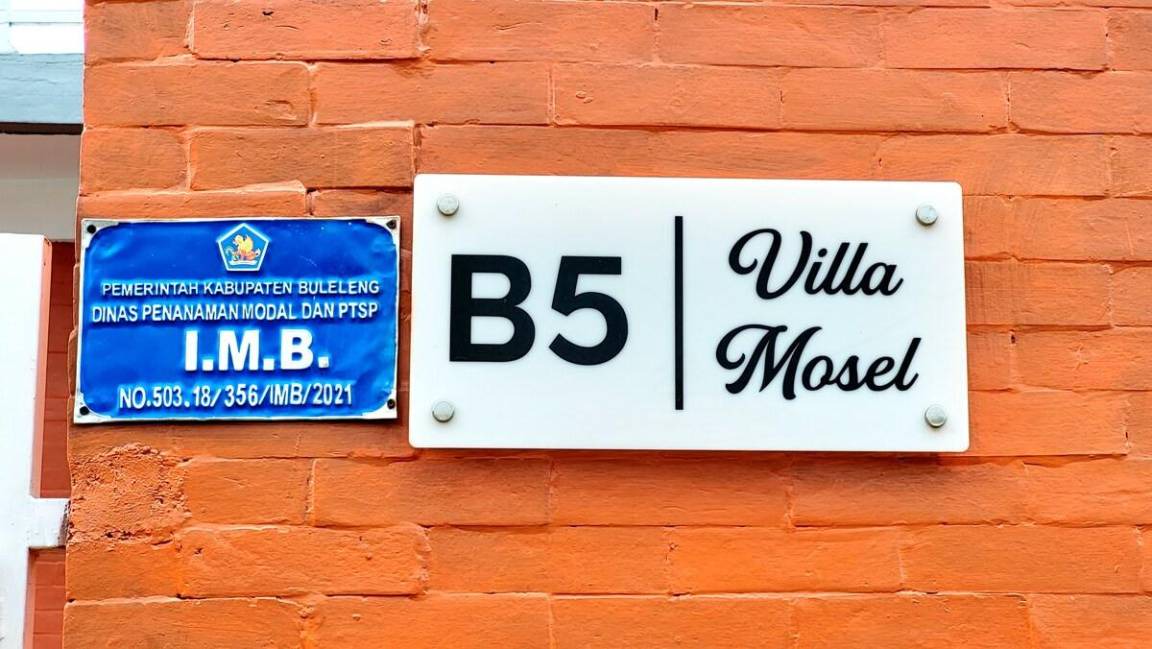 PEMERINTAH KABUPATEN BULELENG
DINAS PENANAMAN MODAL DAN PTSP
I.M.B.
NO.503.18/356/IMB/2021
B5
Villa
Mosel